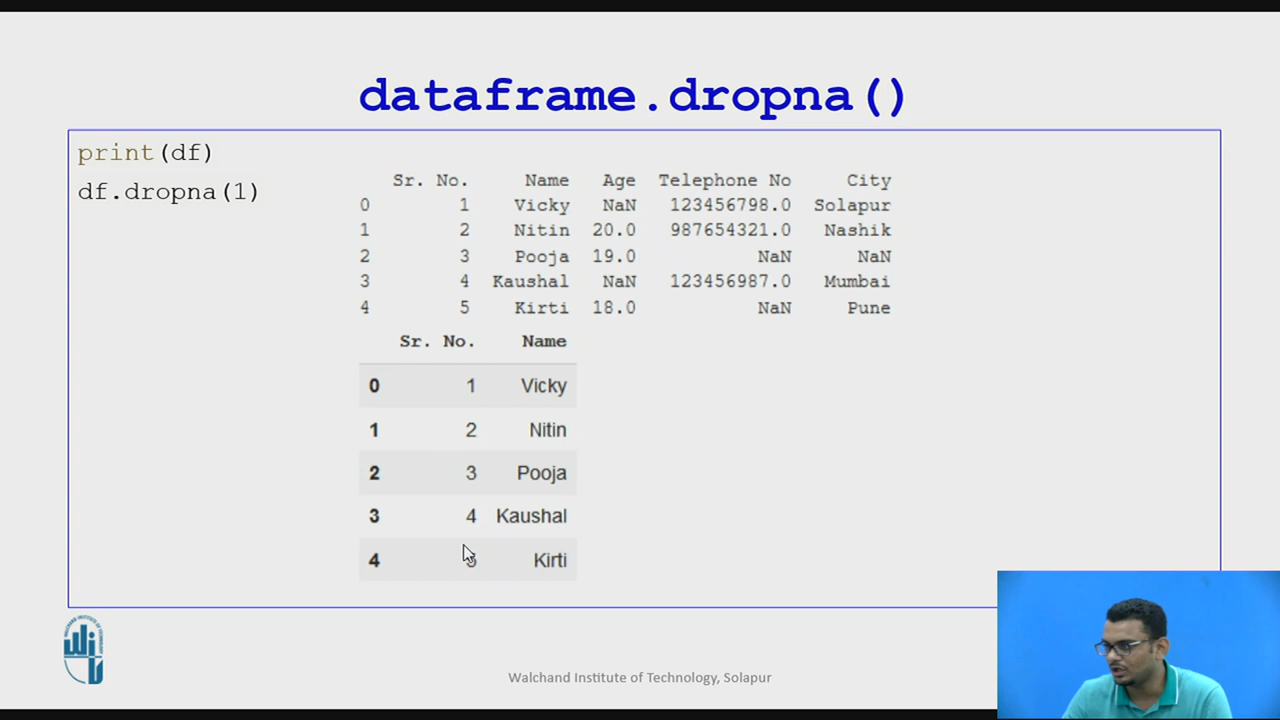 dataframe.dropna()
print(df)
df.dropna(1)
Sr. No. Name Age Telephone No City
0 1 Vicky NaN 123456798.0 Solapur
1 2 Nitin 20.0 987654321.0 Nashik
2 3 Pooja 19.0 NaN NaN
3 4 Kaushal NaN 123456987.0 Mumbai
4 5 Kirti 18.0 NaN Pune
Sr. No. Name
0 1 Vicky
1 2 Nitin
2 3 Pooja
3 4 Kaushal
4 5 Kirti
Walchand Institute of Technology, Solapur